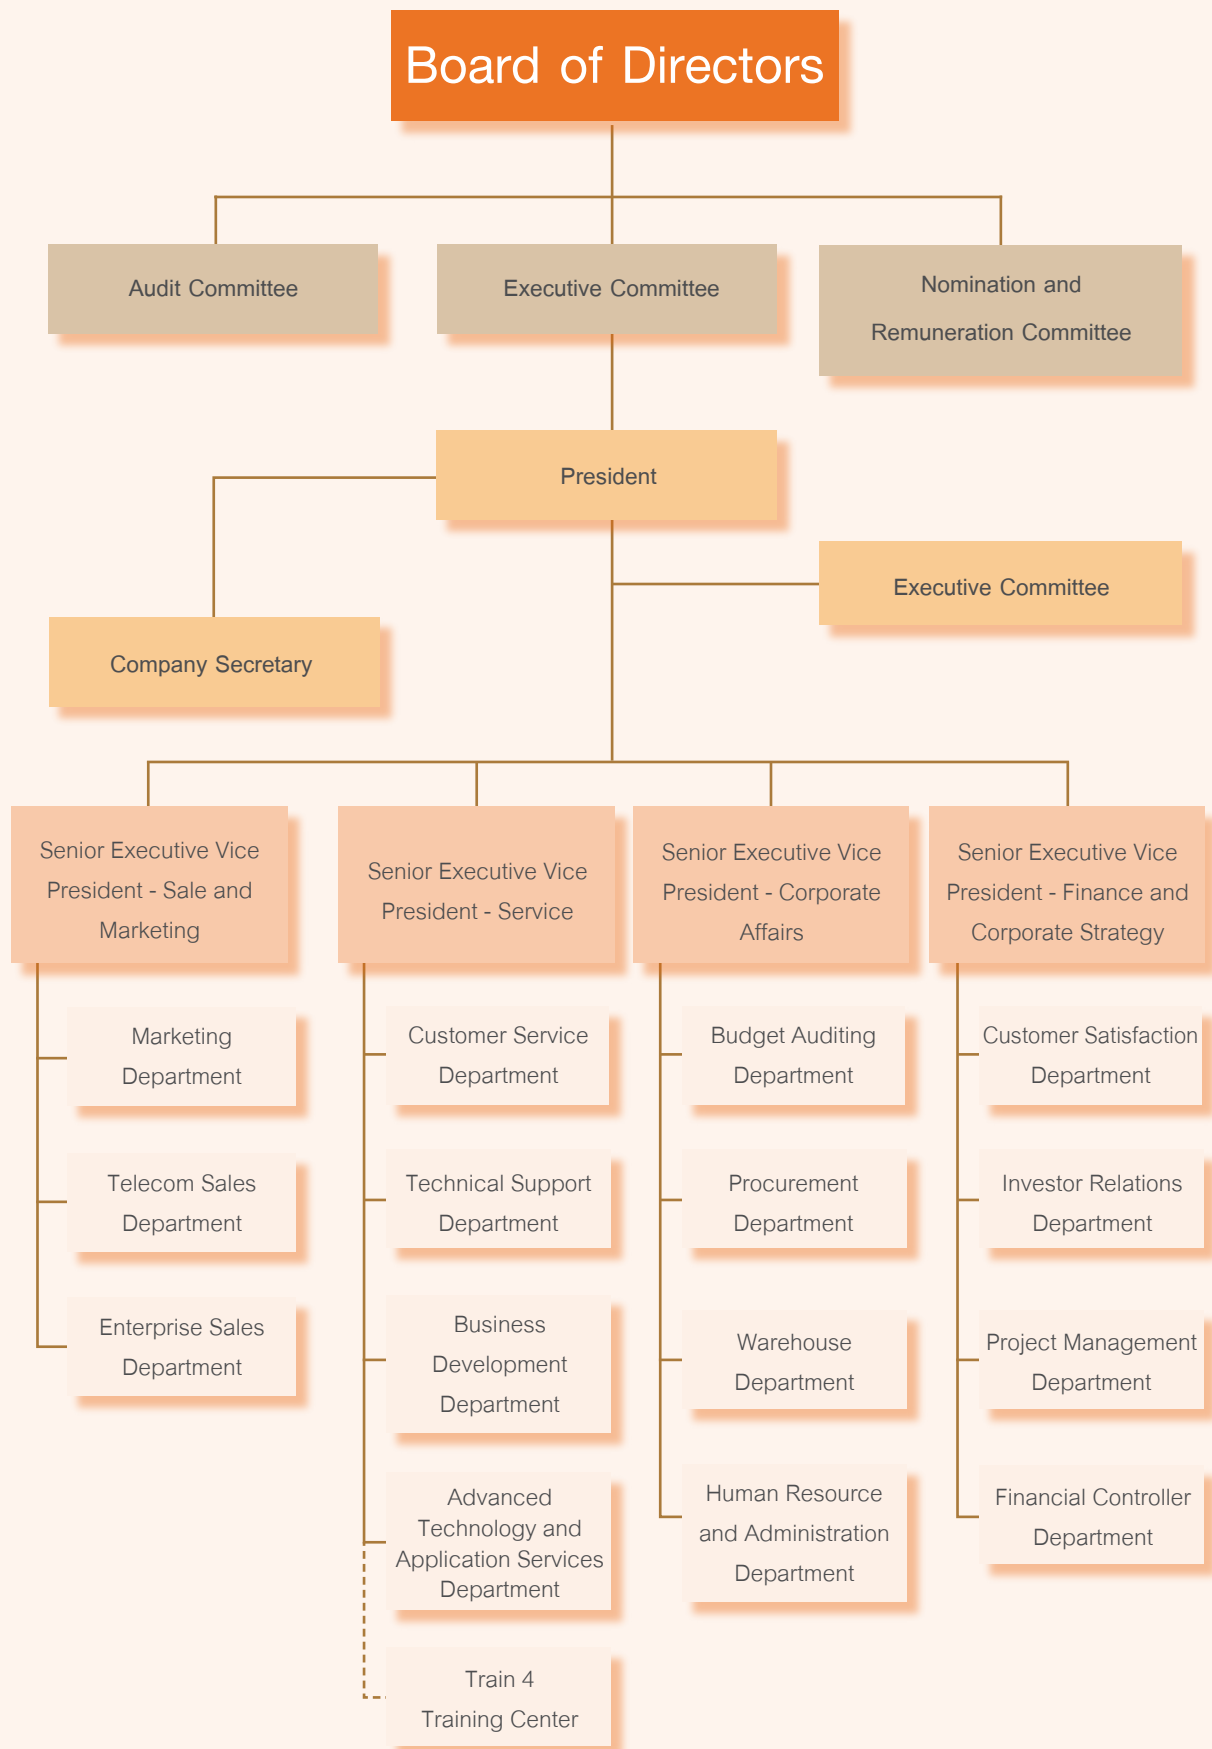 Board of Directors
Audit Committee
Executive Committee
Nomination and
Remuneration Committee
President
Executive Committee
Company Secretary
Senior Executive Vice
President - Sale and
Marketing
Senior Executive Vice
President - Service
Senior Executive Vice
President - Corporate
Affairs
Senior Executive Vice
President - Finance and
Corporate Strategy
Marketing
Department
Telecom Sales
Department
Enterprise Sales
Department
Customer Service
Department
Technical Support
Department
Business
Development
Department
Advanced
Technology and
Application Services
Department
Train 4
Training Center
Budget Auditing
Department
Procurement
Department
Warehouse
Department
Human Resource
and Administration
Department
Customer Satisfaction
Department
Investor Relations
Department
Project Management
Department
Financial Controller
Department